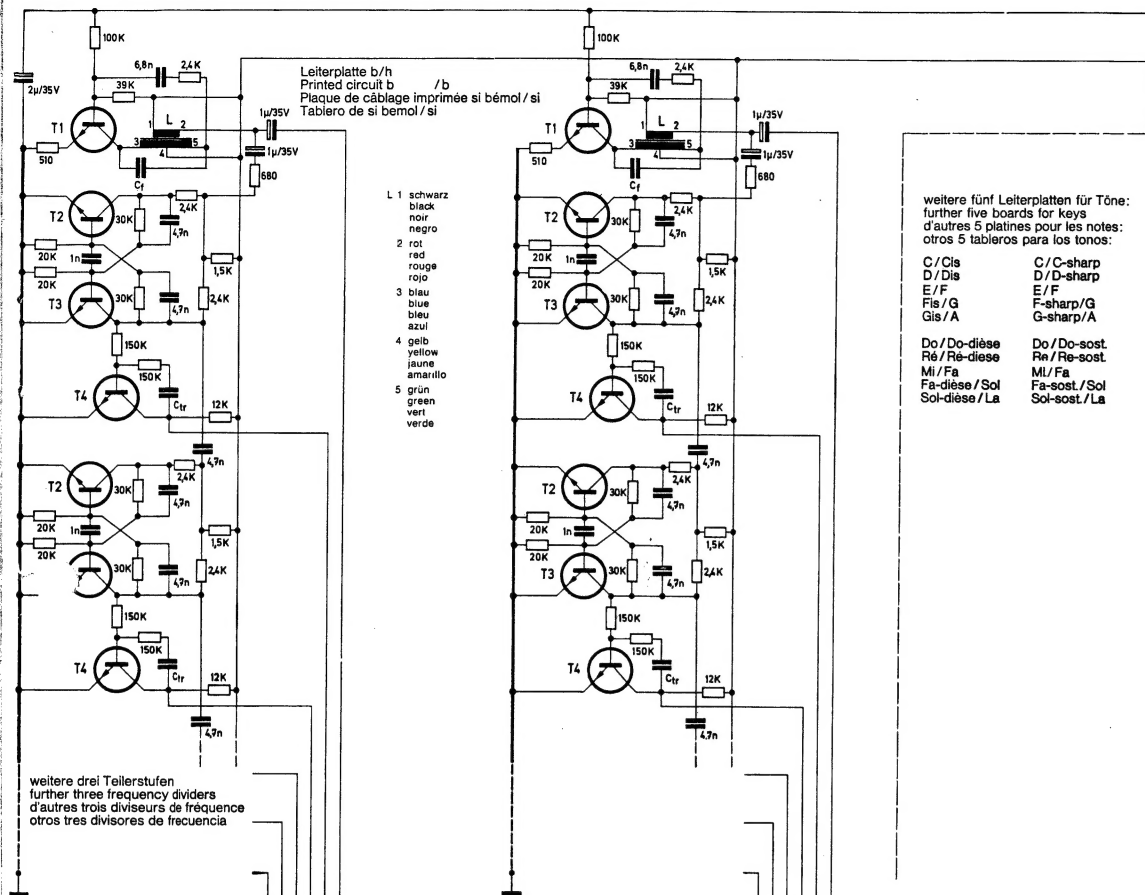 100K
100K
6,8n
2,4K
39K
2µ/35V
1µ/35V
T1
1
L
2
3
4
5
510
1µ/35V
680
Cf
Leiterplatte b/h
Printed circuit b /b
Plaque de câblage imprimée si bémol / si
Tablero de si bemol / si
T2
30K
2,4K
4,7n
20K
1n
20K
1,5K
T3
30K
4,7n
2,4K
150K
150K
T4
Ctr
12K
4,7n
T2
30K
2,4K
4,7n
20K
1n
20K
1,5K
30K
4,7n
2,4K
150K
150K
T4
Ctr
12K
4,7n
weitere drei Teilerstufen
further three frequency dividers
d'autres trois diviseurs de fréquence
otros tres divisores de frecuencia
L 1 schwarz
black
noir
negro
2 rot
red
rouge
rojo
3 blau
blue
bleu
azul
4 gelb
yellow
jaune
amarillo
5 grün
green
vert
verde
6,8n
2,4K
39K
1µ/35V
T1
1
L
2
3
4
5
510
1µ/35V
680
Cf
T2
30K
2,4K
4,7n
20K
1n
20K
1,5K
T3
30K
4,7n
2,4K
150K
150K
T4
Ctr
12K
4,7n
T2
30K
2,4K
4,7n
20K
1n
20K
1,5K
T3
30K
4,7n
2,4K
150K
150K
T4
Ctr
12K
4,7n
weitere fünf Leiterplatten für Töne:
further five boards for keys
d'autres 5 platines pour les notes:
otros 5 tableros para los tonos:
C/Cis C/C-sharp
D/Dis D/D-sharp
E/F E/F
Fis/G F-sharp/G
Gis/A G-sharp/A
Do/Do-dièse Do/Do-sost.
Ré/Ré-diese Re/Re-sost.
Mi/Fa Mi/Fa
Fa-dièse/Sol Fa-sost./Sol
Sol-dièse/La Sol-sost./La